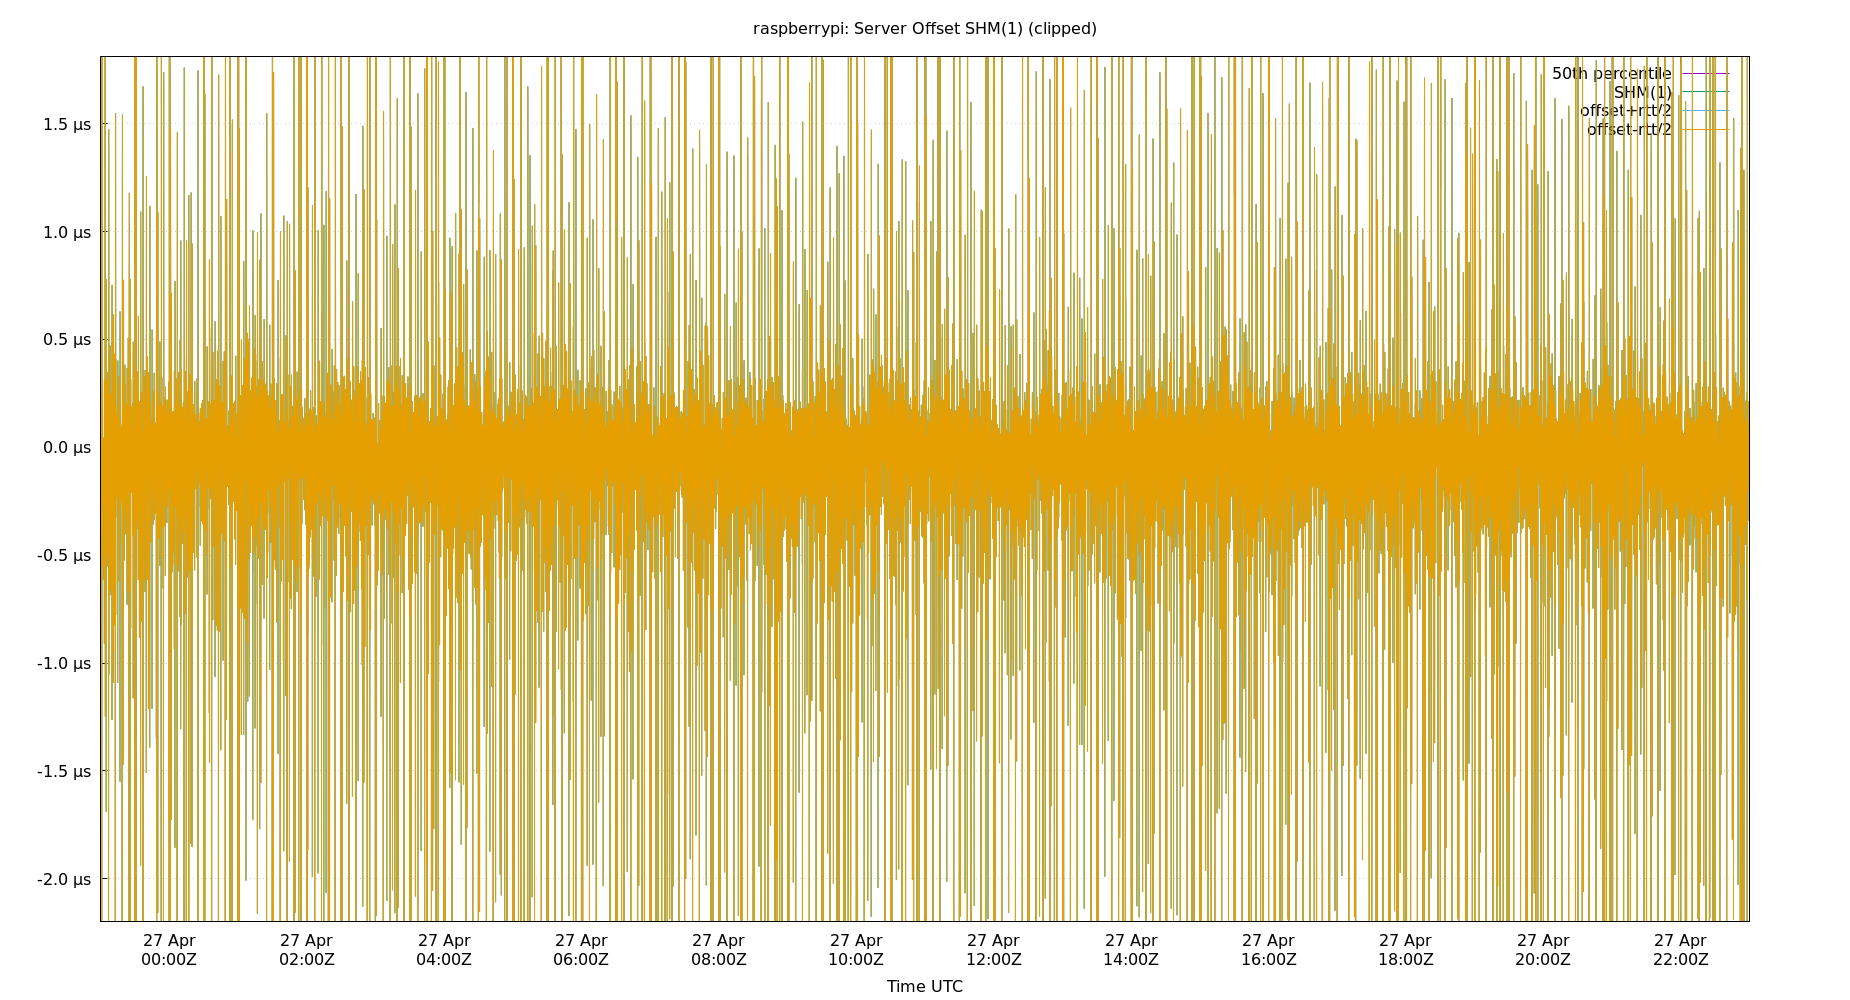 raspberrypi: Server Offset SHM(1) (clipped)
50th percentile
SHM(1)
offset+rtt/2
offset-rtt/2
1.5 µs
1.0 µs
0.5 µs
0.0 µs
-0.5 µs
-1.0 µs
-1.5 µs
-2.0 µs
27 Apr 27 Apr 27 Apr 27 Apr 27 Apr 27 Apr 27 Apr 27 Apr 27 Apr 27 Apr 27 Apr 27 Apr
00:00Z 02:00Z 04:00Z 06:00Z 08:00Z 10:00Z 12:00Z 14:00Z 16:00Z 18:00Z 20:00Z 22:00Z
Time UTC